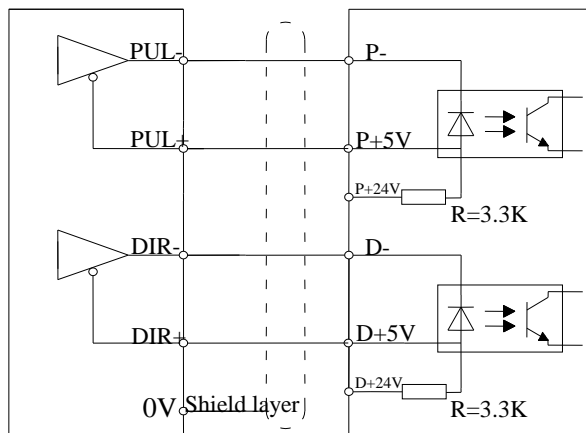 PUL- P-
PUL+ P+5V
P+24V
R=3.3K
DIR- D-
DIR+ D+5V
D+24V
0V Shield layer
R=3.3K